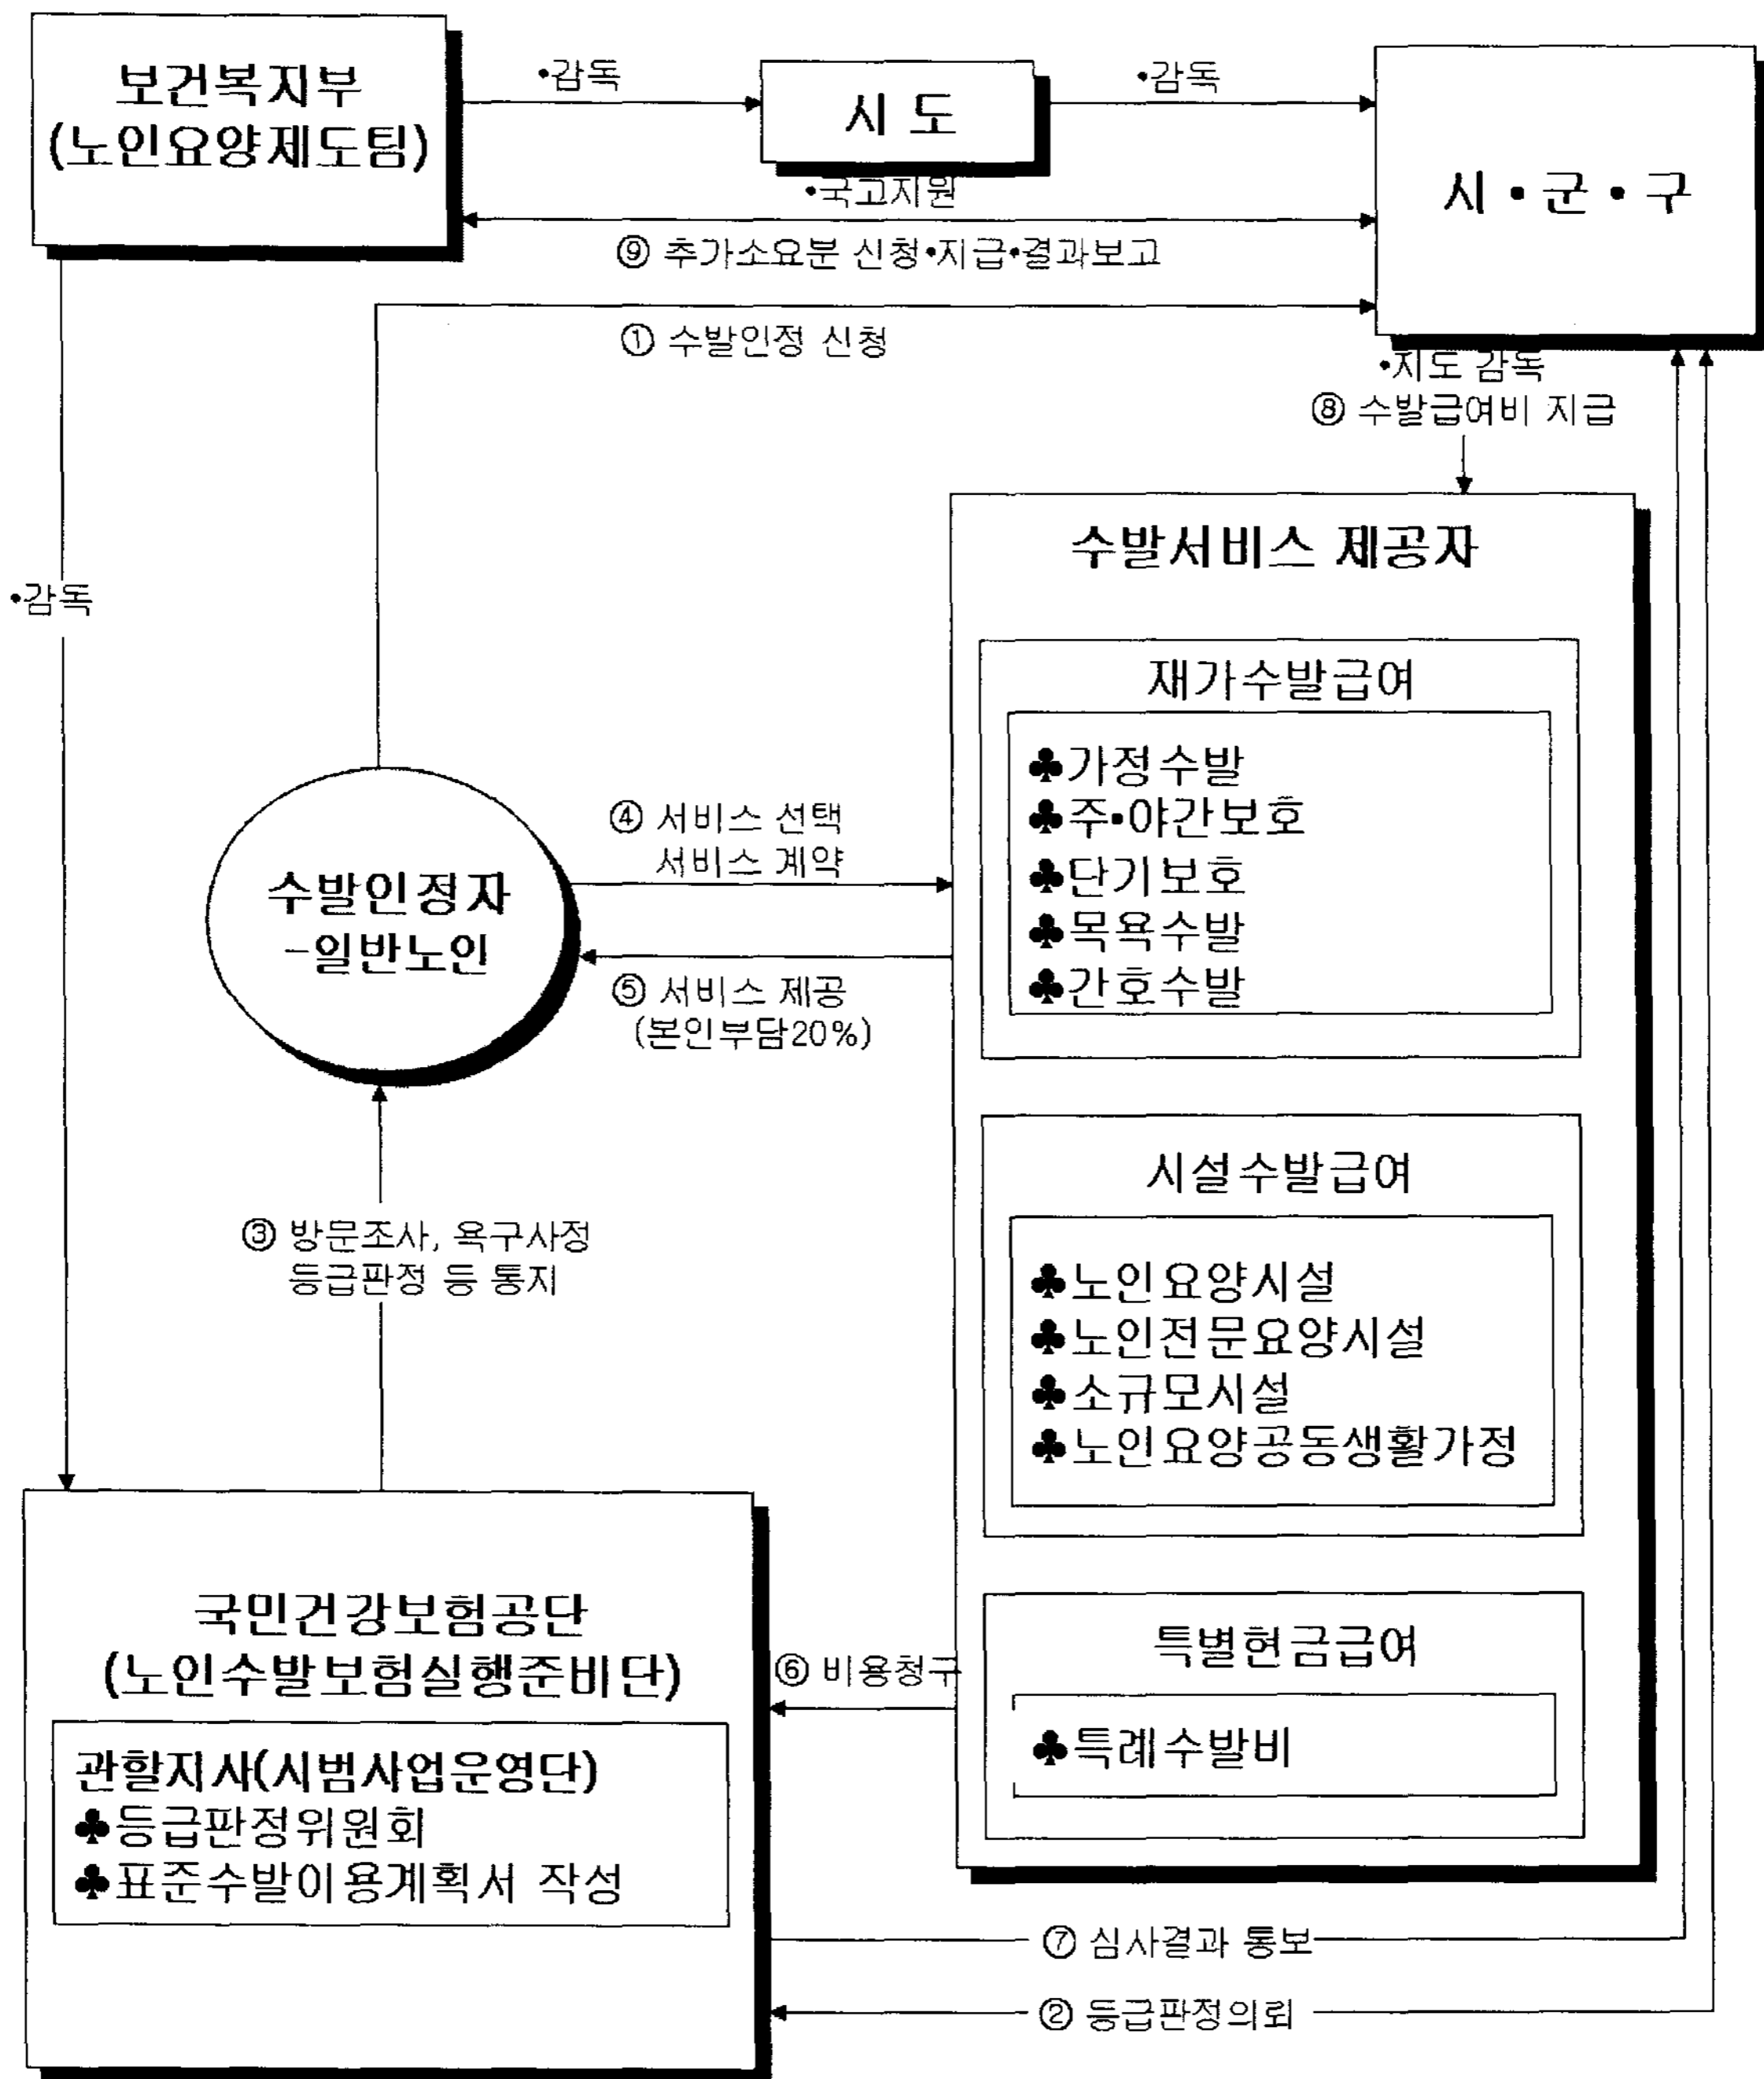 보건복지부
(노인요양제도팀)
•감독
시 도
•감독
시 • 군 • 구
•국고지원
⑨ 추가소요분 신청•지급•결과보고
① 수발인정 신청
•지도 감독
⑧ 수발급여비 지급
•감독
수발서비스 제공자
재가수발급여
♣가정수발
♣주•야간보호
♣단기보호
♣목욕수발
♣간호수발
수발인정자
-일반노인
④ 서비스 선택
서비스 계약
⑤ 서비스 제공
(본인부담20%)
시설수발급여
♣노인요양시설
♣노인전문요양시설
♣소규모시설
♣노인요양공동생활가정
③ 방문조사, 욕구사정
등급판정 등 통지
특별현금급여
♣특례수발비
⑥ 비용청구
국민건강보험공단
(노인수발보험실행준비단)
관할지사(시범사업운영단)
♣등급판정위원회
♣표준수발이용계획서 작성
⑦ 심사결과 통보
② 등급판정의뢰